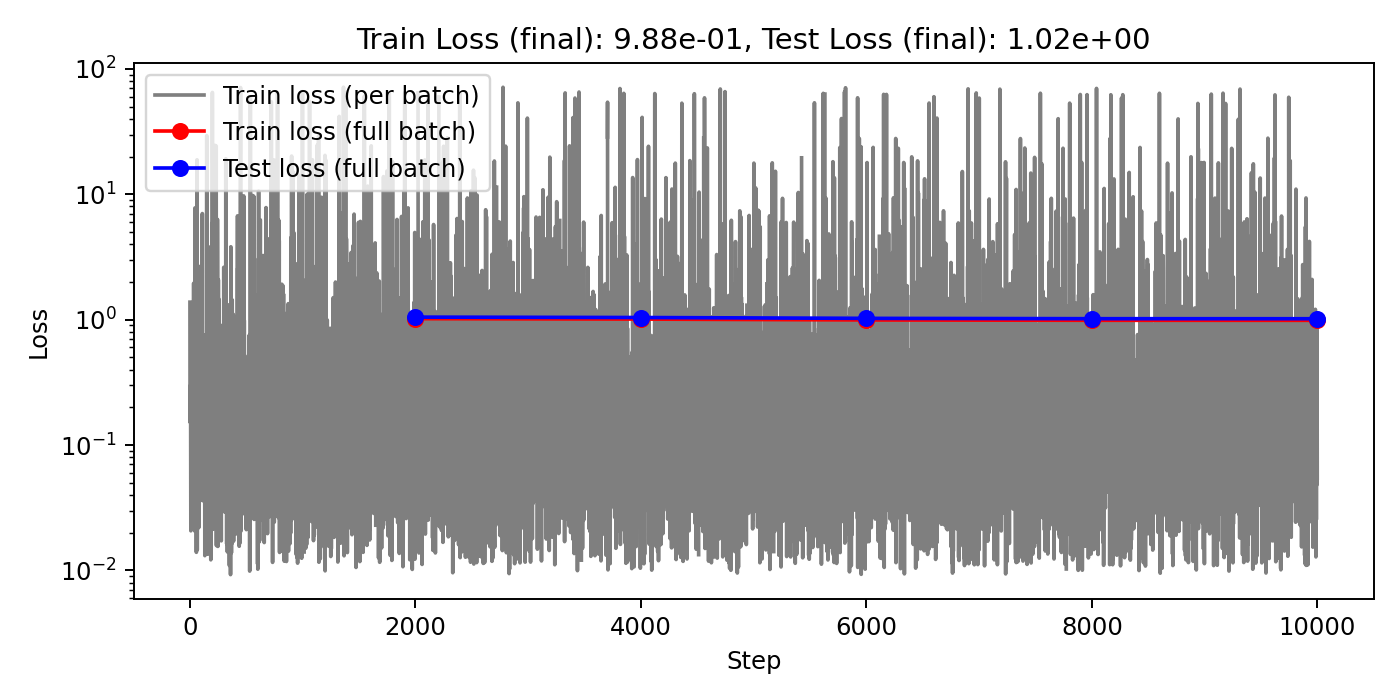 Train Loss (final): 9.88e-01, Test Loss (final): 1.02e+00
10²
Train loss (per batch)
Train loss (full batch)
Test loss (full batch)
10¹
10⁰
10⁻¹
10⁻²
Loss
0 2000 4000 6000 8000 10000
Step